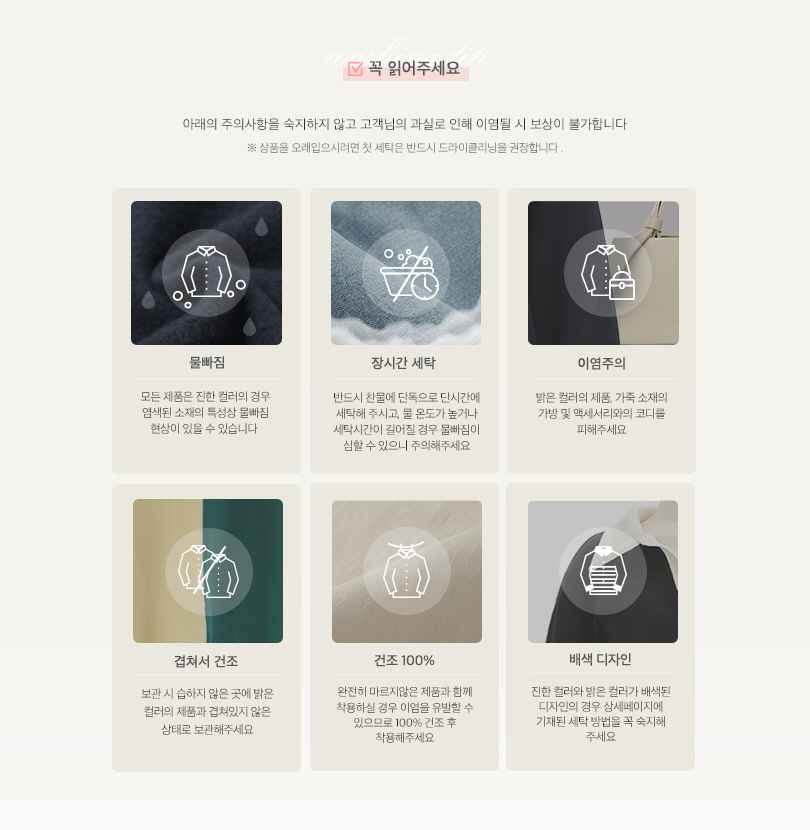 washing tip
꼭 읽어주세요
아래의 주의사항을 숙지하지 않고 고객님의 과실로 인해 이염될 시 보상이 불가합니다
※ 상품을 오래입으시려면 첫 세탁은 반드시 드라이클리닝을 권장합니다 .
물빠짐
모든 제품은 진한 컬러의 경우
염색된 소재의 특성상 물빠짐
현상이 있을 수 있습니다
장시간 세탁
반드시 찬물에 단독으로 단시간에
세탁해 주시고, 물 온도가 높거나
세탁시간이 길어질 경우 물빠짐이
심할 수 있으니 주의해주세요
이염주의
밝은 컬러의 제품, 가죽 소재의
가방 및 액세서리와의 코디를
피해주세요
겹쳐서 건조
보관 시 습하지 않은 곳에 밝은
컬러의 제품과 겹쳐있지 않은
상태로 보관해주세요
건조 100%
완전히 마르지않은 제품과 함께
착용하실 경우 이염을 유발할 수
있으므로 100% 건조 후
착용해주세요
배색 디자인
진한 컬러와 밝은 컬러가 배색된
디자인의 경우 상세페이지에
기재된 세탁 방법을 꼭 숙지해
주세요